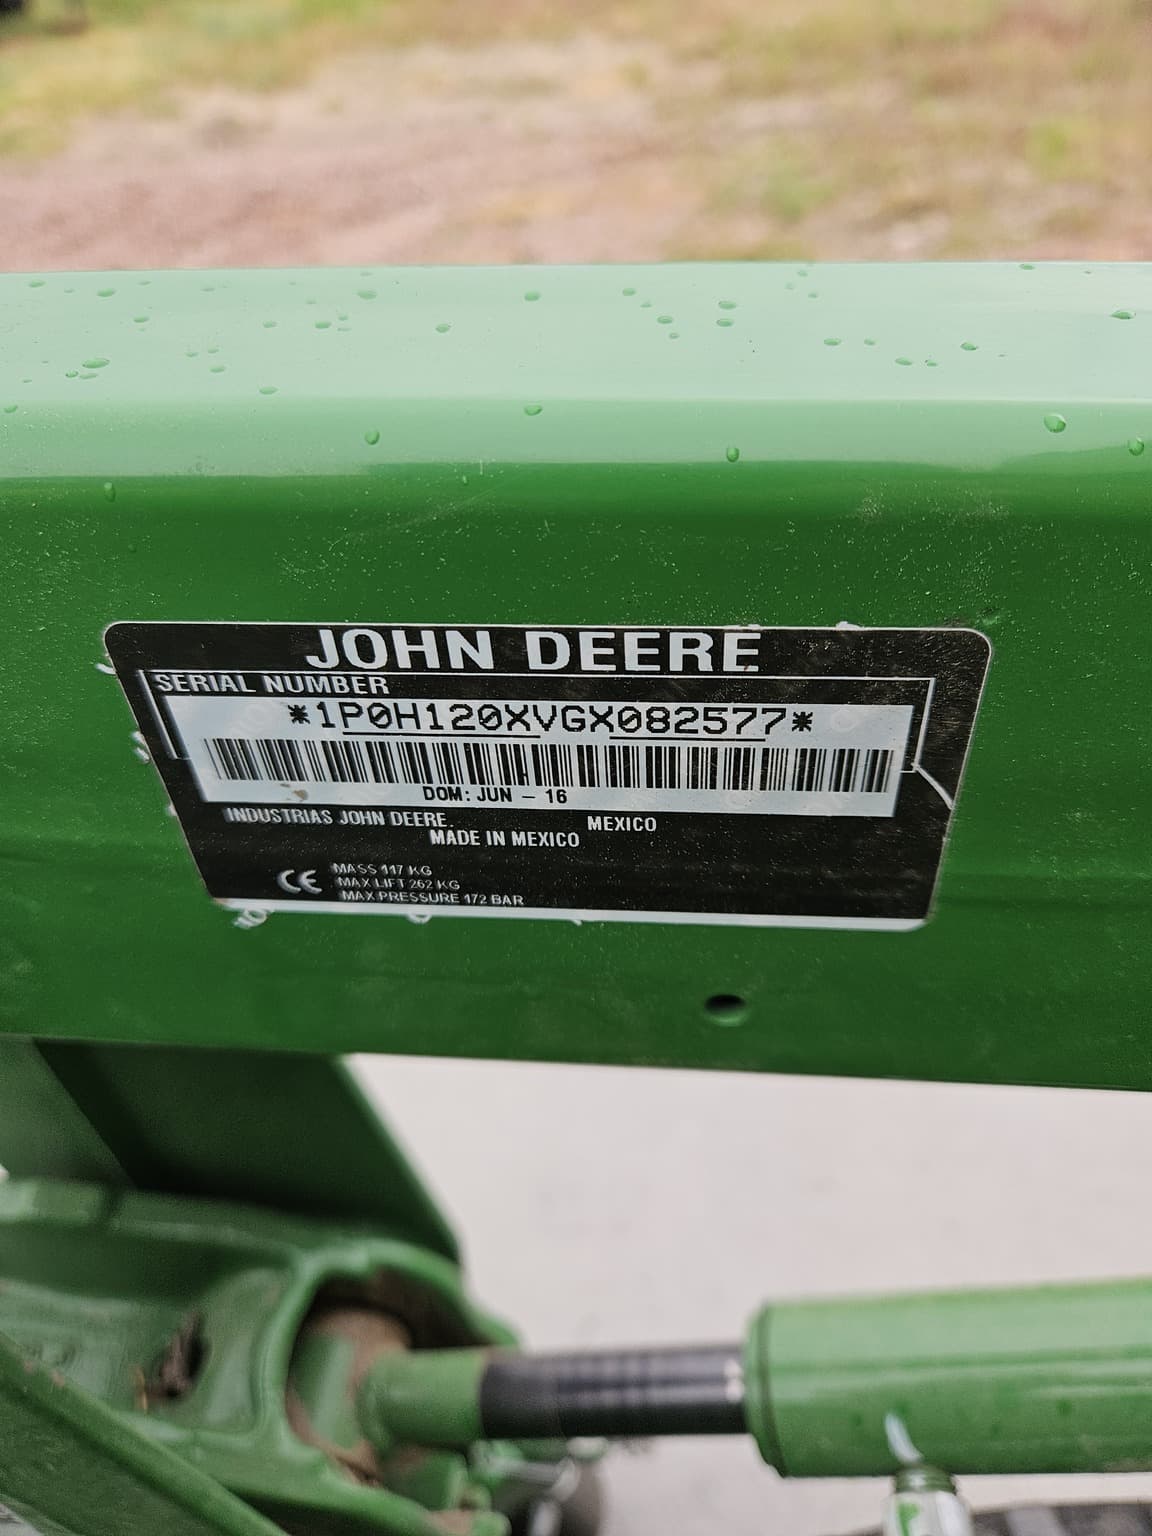 JOHN DEERE
SERIAL NUMBER
*1P0H120XVGX082577*
DOM: JUN - 16
INDUSTRIAS JOHN DEERE. MEXICO
MADE IN MEXICO
CE MASS 117 KG
MAX LIFT 262 KG
MAX PRESSURE 172 BAR